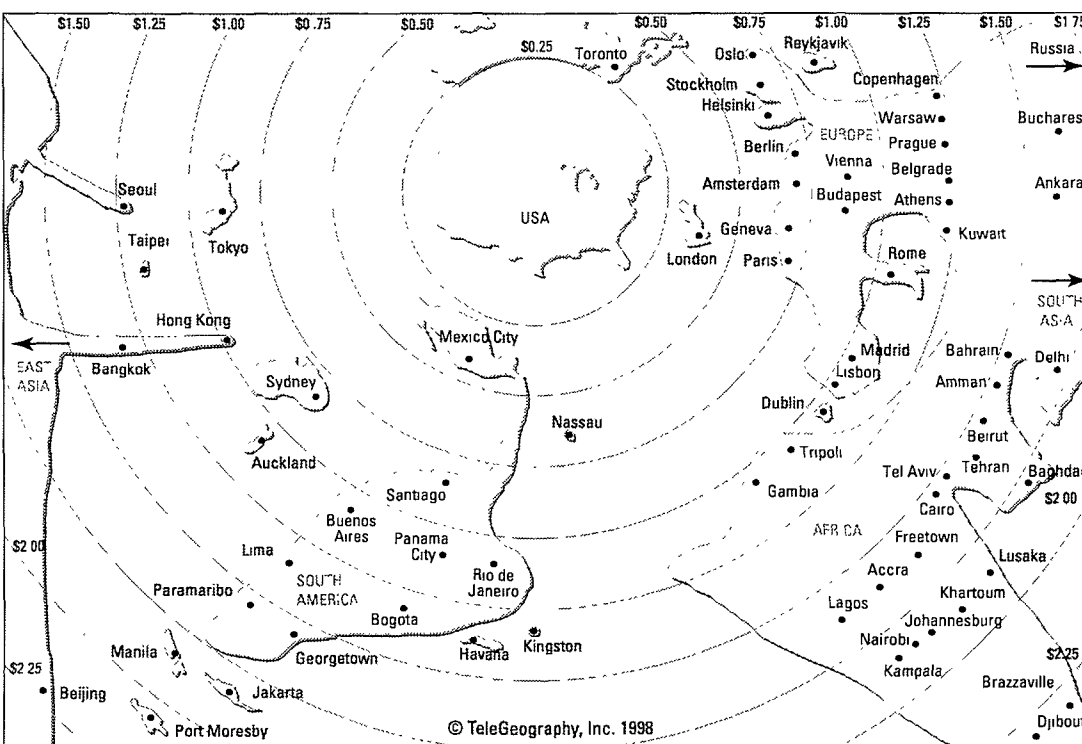 $1.50 $1.25 $1.00 $0.75 $0.50 $0.50 $0.75 $1.00 $1.25 $1.50 $1 75
$0.25
Toronto
Oslo
Reykjavik
Russia
Stockholm
Copenhagen
Helsinki
Warsaw
Bucharest
EUROPE
Berlin
Prague
Vienna
Belgrade
Seoul
Amsterdam
Ankara
Budapest
Athens
USA
Taipei
Tokyo
Geneva
Kuwait
London
Paris
Rome
SOUTH
ASIA
Hong Kong
Mexico City
Madrid
Bahrain
Delhi
Bangkok
EAST
ASIA
Lisbon
Sydney
Amman
Dublin
Nassau
Beirut
Auckland
Tripoli
Tel Aviv
Tehran
Baghdad
Santiago
Gambia
$2 00
Cairo
Buenos
Aires
AFRICA
Panama
City
Freetown
$2 00
Lima
Lusaka
Rio de
Janeiro
SOUTH
AMERICA
Accra
Paramaribo
Khartoum
Lagos
Bogota
Johannesburg
Nairobi
Manila
Georgetown
Havana
Kingston
$2.25
Kampala
$2 25
Beijing
Jakarta
Brazzaville
Port Moresby
© TeleGeography, Inc. 1998
Djibouti